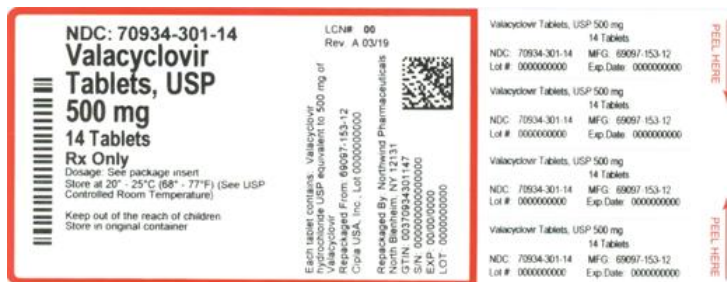 NDC: 70934-301-14
Valacyclovir
Tablets, USP
500 mg
14 Tablets
Rx Only
Dosage: See package insert
Store at 20° - 25°C (68° - 77°F) (See USP
Controlled Room Temperature)
Keep out of the reach of children
Store in original container
LCN# 00
Rev. A 03/19
Each tablet contains: Valacyclovir
hydrochloride USP equivalent to 500 mg of
Valacyclovir
Repackaged From: 69097-153-12
Cipla USA, Inc., Lot 0000000000
Repackaged By: Northwind Pharmaceuticals
North Blenheim, NY 12131
GTIN: 00370934301147
S/N: 00000000000000
EXP: 00/00/0000
LOT: 0000000000
Valacyclovir Tablets, USP 500 mg
14 Tablets
NDC: 70934-301-14 MFG: 69097-153-12
Lot #: 0000000000 Exp.Date: 0000000000
Valacyclovir Tablets, USP 500 mg
14 Tablets
NDC: 70934-301-14 MFG: 69097-153-12
Lot #: 0000000000 Exp.Date: 0000000000
Valacyclovir Tablets, USP 500 mg
14 Tablets
NDC: 70934-301-14 MFG: 69097-153-12
Lot #: 0000000000 Exp.Date: 0000000000
Valacyclovir Tablets, USP 500 mg
14 Tablets
NDC: 70934-301-14 MFG: 69097-153-12
Lot #: 0000000000 Exp.Date: 0000000000
PEEL HERE
PEEL HERE